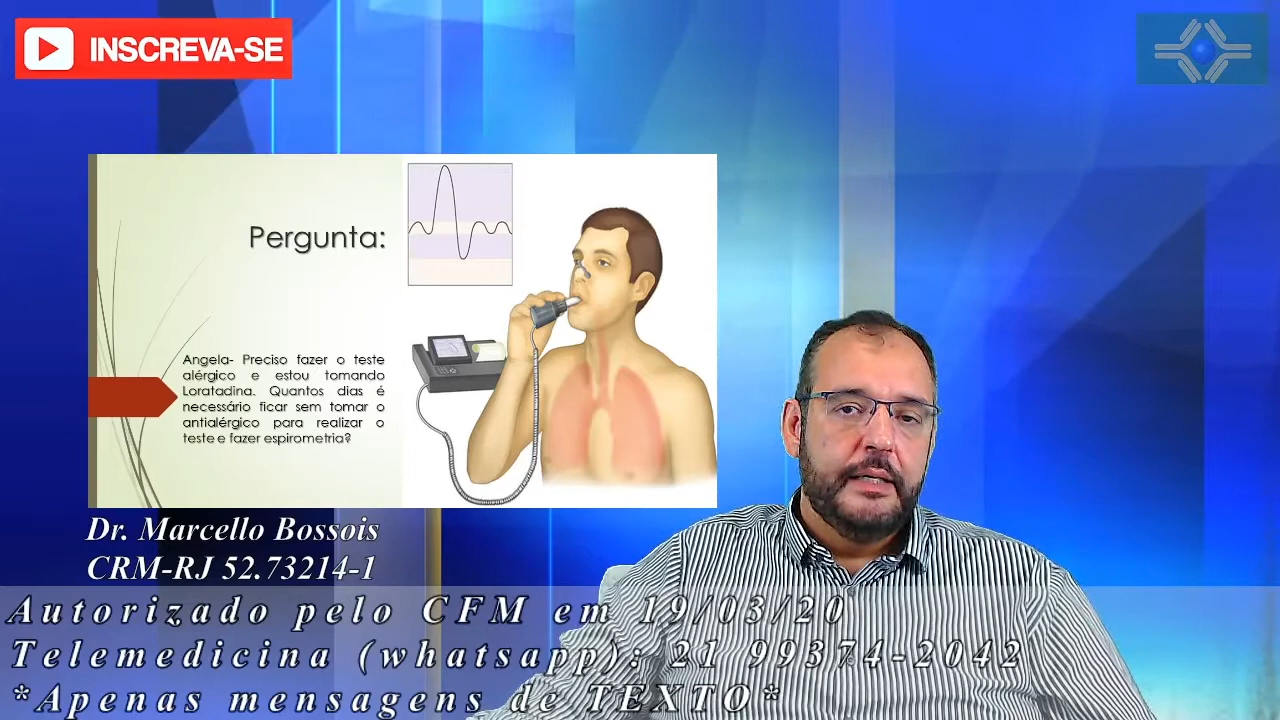 INSCREVA-SE
Pergunta:
Angela- Preciso fazer o teste
alérgico e estou tomando
Loratadina. Quantos dias é
necessário ficar sem tomar o
antialérgico para realizar o
teste e fazer espirometria?
Dr. Marcello Bossois
CRM-RJ 52.73214-1
Autorizado pelo CFM em 19/03/20
Telemedicina (whatsapp): 21 99374-2042
*Apenas mensagens de TEXTO*